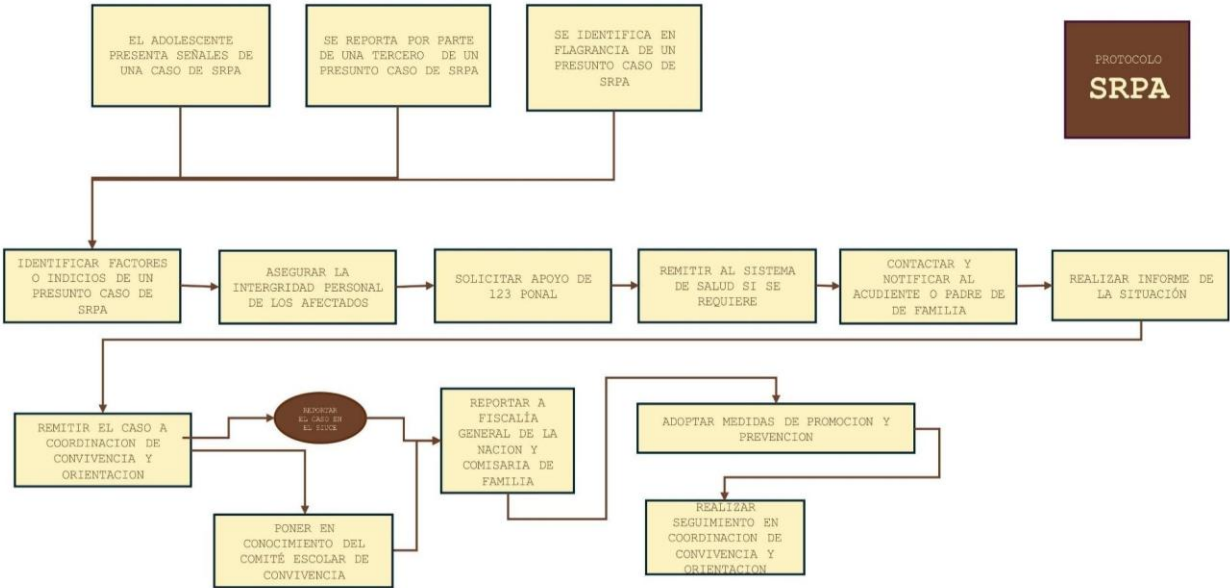 EL ADOLESCENTE
PRESENTA SEÑALES DE
UNA CASO DE SRPA
SE REPORTA POR PARTE
DE UNA TERCERO DE UN
PRESUNTO CASO DE SRPA
SE IDENTIFICA EN
FLAGRANCIA DE UN
PRESUNTO CASO DE
SRPA
PROTOCOLO
SRPA
IDENTIFICAR FACTORES
O INDICIOS DE UN
PRESUNTO CASO DE
SRPA
ASEGURAR LA
INTERGRIDAD PERSONAL
DE LOS AFECTADOS
SOLICITAR APOYO DE
123 PONAL
REMITIR AL SISTEMA
DE SALUD SI SE
REQUIERE
CONTACTAR Y
NOTIFICAR AL
ACUDIENTE O PADRE DE
DE FAMILIA
REALIZAR INFORME DE
LA SITUACIÓN
REMITIR EL CASO A
COORDINACION DE
CONVIVENCIA Y
ORIENTACION
REPORTAR
EL CASO EN
EL SIUCE
REPORTAR A
FISCALÍA
GENERAL DE LA
NACION Y
COMISARIA DE
FAMILIA
ADOPTAR MEDIDAS DE PROMOCION Y
PREVENCION
PONER EN
CONOCIMIENTO DEL
COMITÉ ESCOLAR DE
CONVIVENCIA
REALIZAR
SEGUIMIENTO EN
COORDINACION DE
CONVIVENCIA Y
ORIENTACION